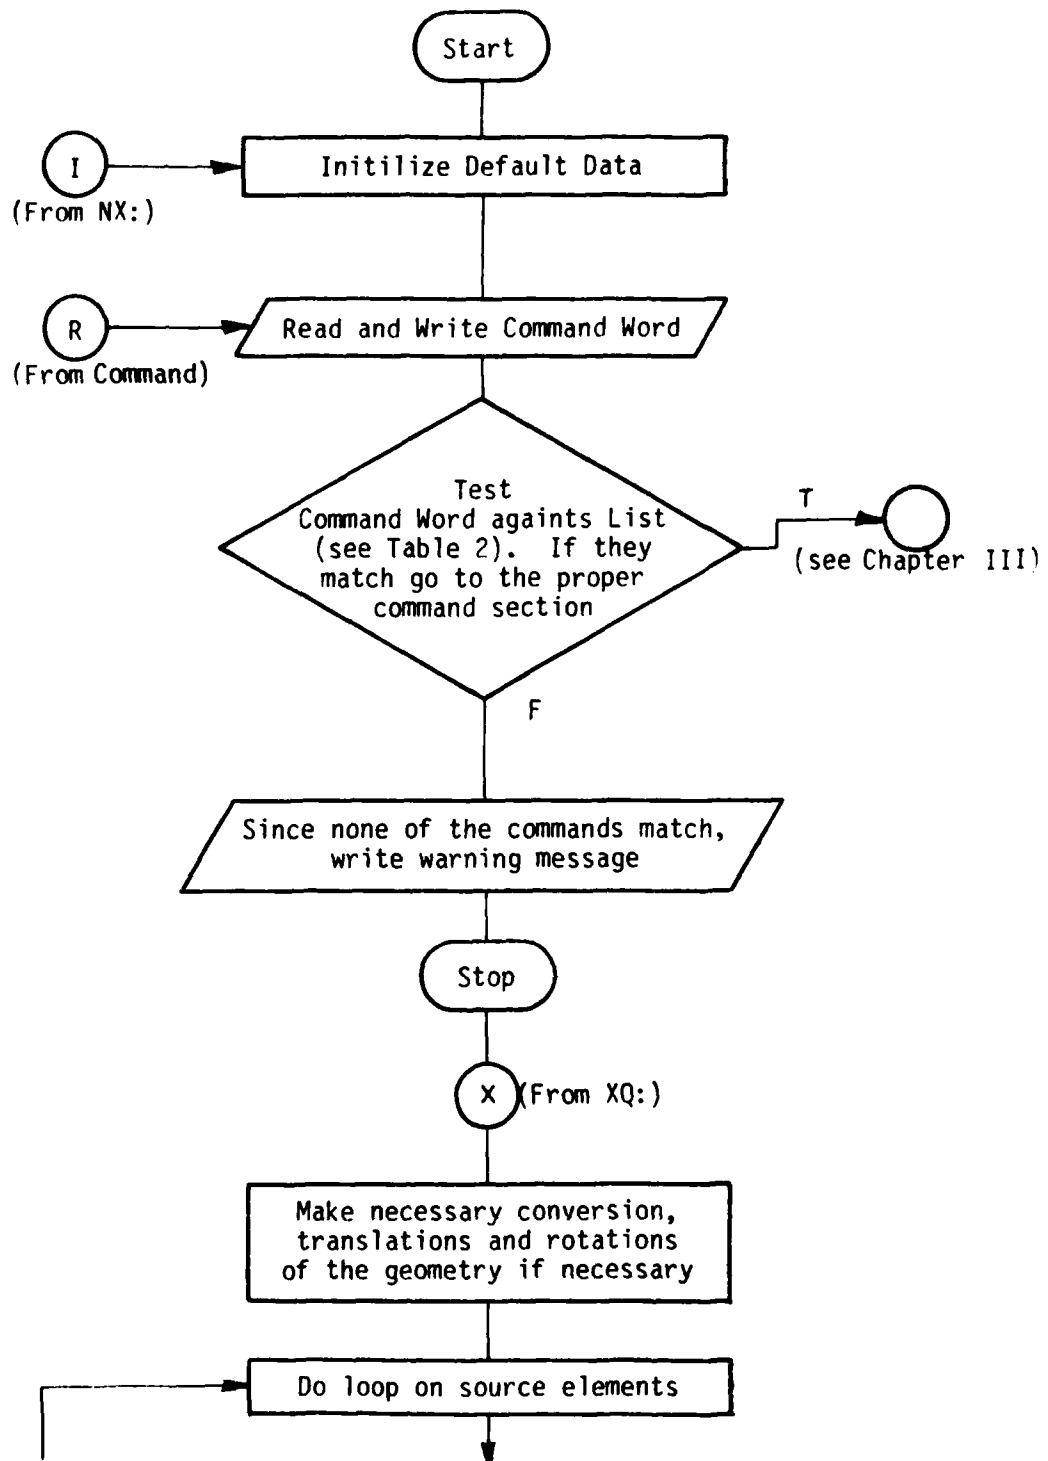 Start
I
Initilize Default Data
(From NX:)
R
Read and Write Command Word
(From Command)
Test
Command Word againts List
(see Table 2). If they
match go to the proper
command section
T
(see Chapter III)
F
Since none of the commands match,
write warning message
Stop
X (From XQ:)
Make necessary conversion,
translations and rotations
of the geometry if necessary
Do loop on source elements